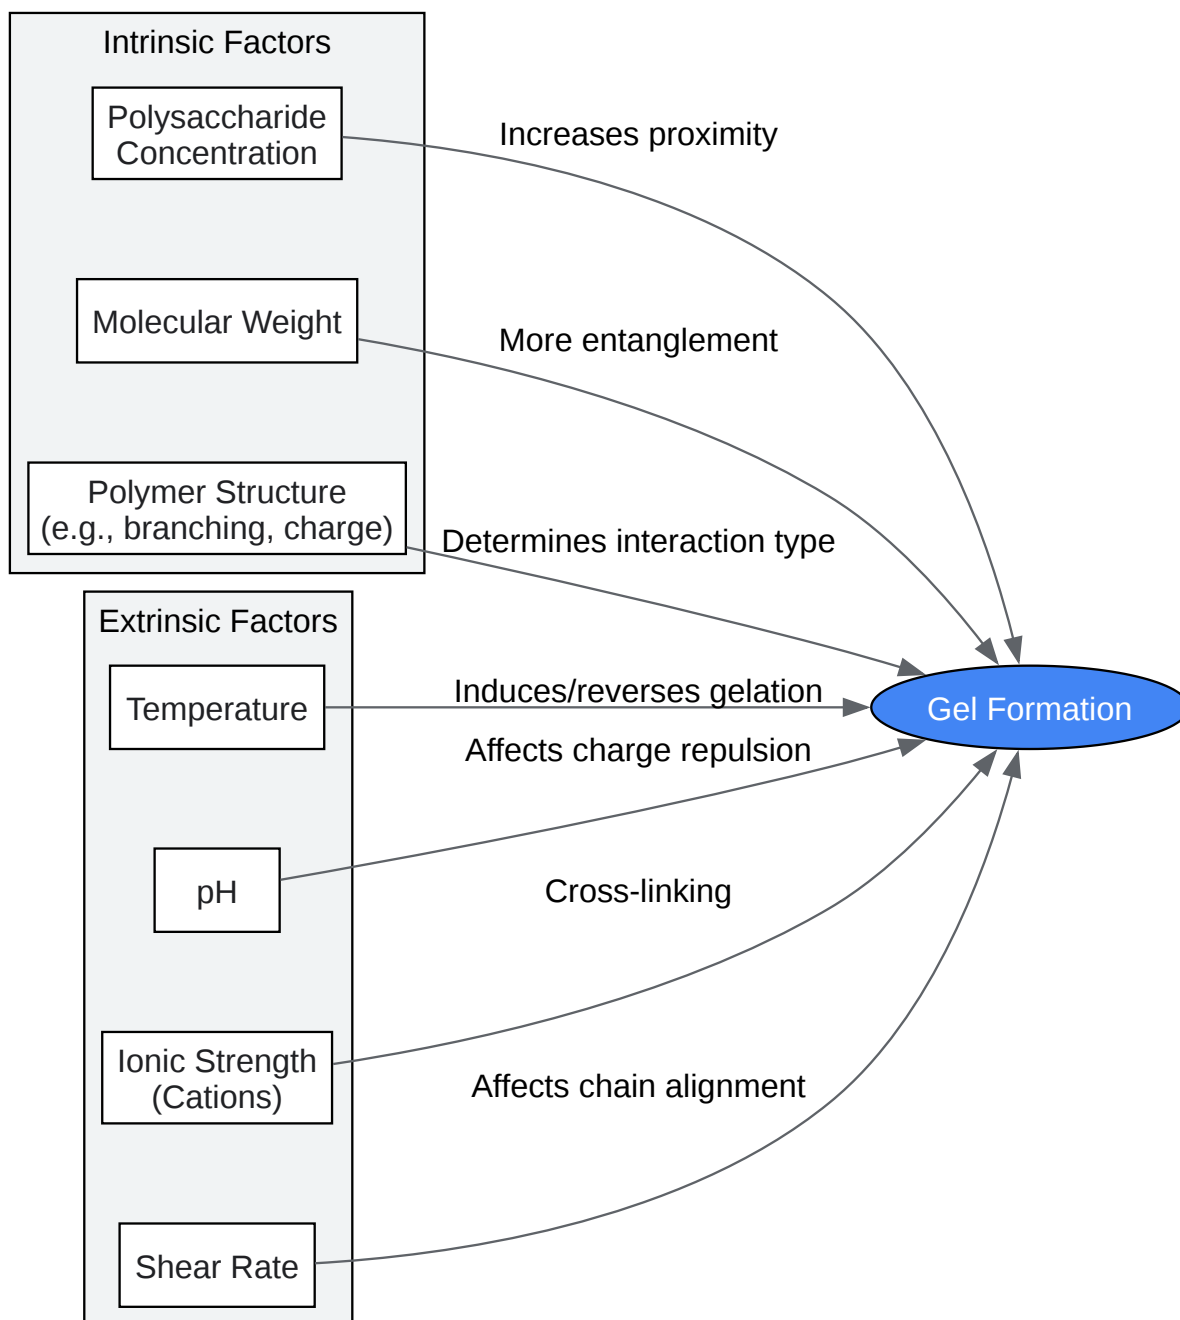 Intrinsic Factors
Polysaccharide
Concentration
Increases proximity
Molecular Weight
More entanglement
Polymer Structure
(e.g., branching, charge)
Determines interaction type
Extrinsic Factors
Temperature
Induces/reverses gelation
Gel Formation
Affects charge repulsion
pH
Cross-linking
Ionic Strength
(Cations)
Affects chain alignment
Shear Rate